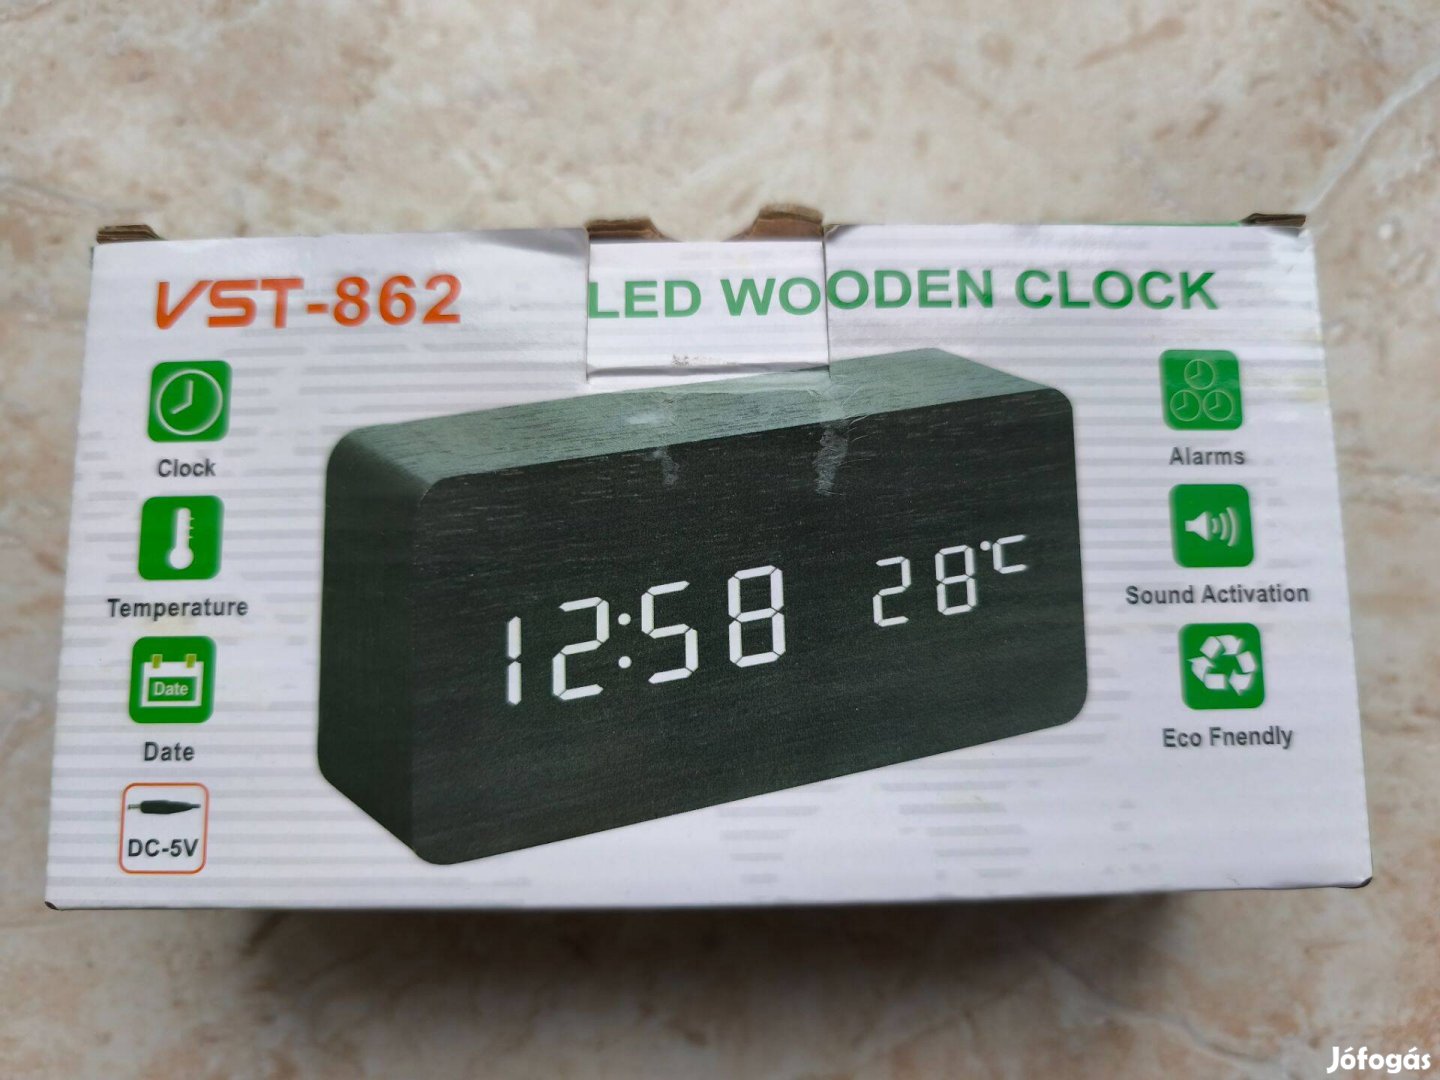 VST-862
LED WOODEN CLOCK
Clock
Temperature
Date
Date
DC-5V
12:58 28°C
Alarms
Sound Activation
Eco Fnendly
Jófogás